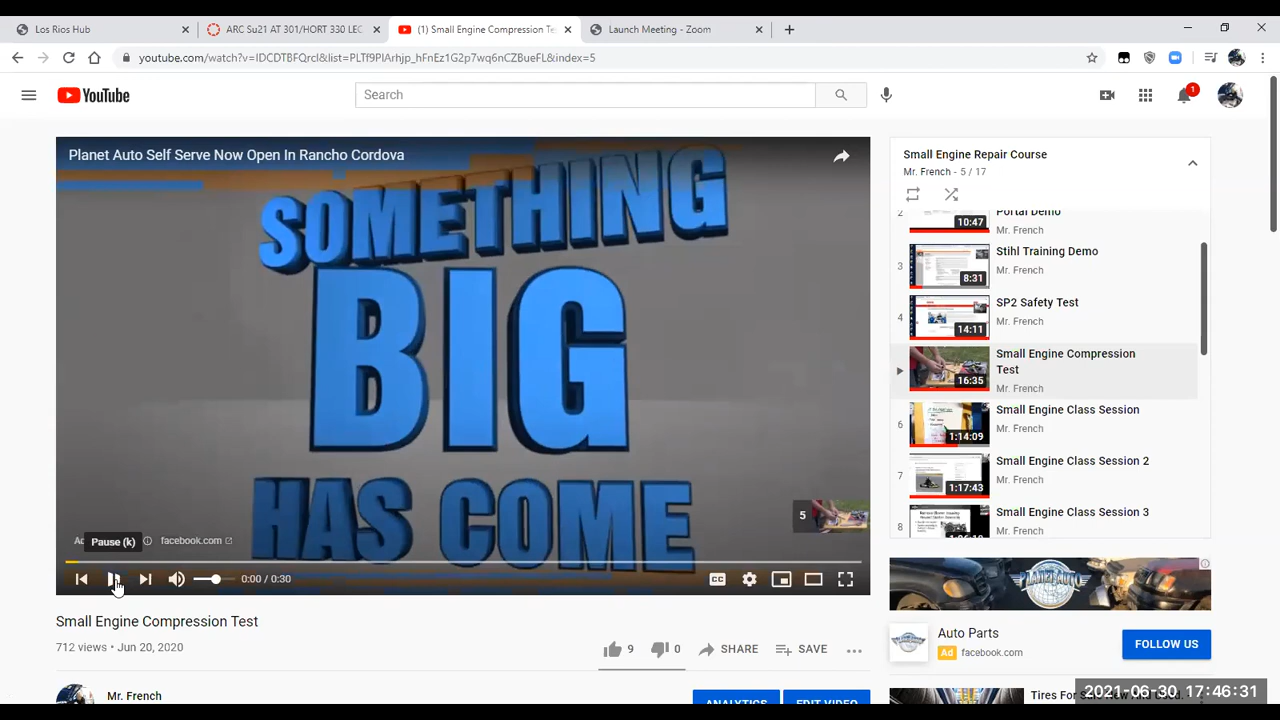 Los Rios Hub
ARC Su21 AT 301/HORT 330 LEC
(1) Small Engine Compression Te
Launch Meeting - Zoom
youtube.com/watch?v=IDCDTBFQrcI&list=PLTf9PIArhjp_hFnEz1G2p7wq6nCZBueFL&index=5
YouTube
Search
1
Planet Auto Self Serve Now Open In Rancho Cordova
SOMETHING
BIG
HAS COME
5
Pause (k)
facebook.com
0:00 / 0:30
CC
Small Engine Compression Test
712 views • Jun 20, 2020
9
0
SHARE
SAVE
Mr. French
ANALYTICS
EDIT VIDEO
Small Engine Repair Course
Mr. French - 5 / 17
2
10:47
Portal Demo
Mr. French
3
8:31
Stihl Training Demo
Mr. French
4
14:11
SP2 Safety Test
Mr. French
16:35
Small Engine Compression
Test
Mr. French
6
1:14:09
Small Engine Class Session
Mr. French
7
1:17:43
Small Engine Class Session 2
Mr. French
8
Small Engine Class Session 3
Mr. French
PLANET AUTO
Auto Parts
Ad facebook.com
FOLLOW US
2021-06-30 17:46:31